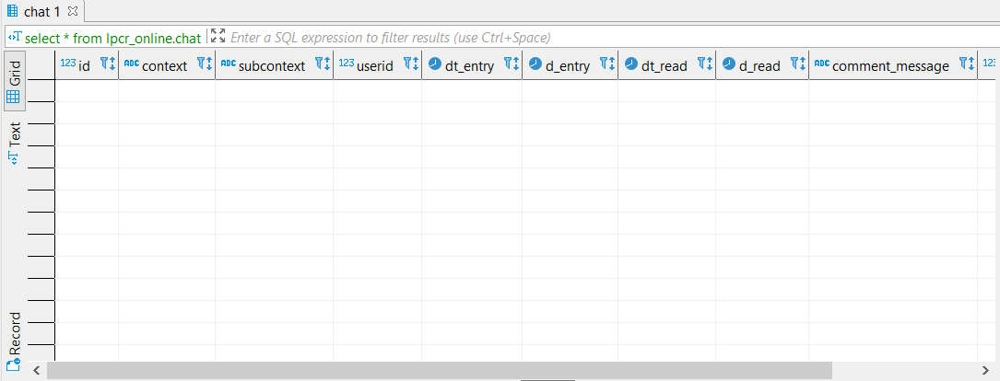 chat 1
select * from lpcr_online.chat Enter a SQL expression to filter results (use Ctrl+Space)
123 id ABC context ABC subcontext 123 userid dt_entry d_entry dt_read d_read ABC comment_message 123
Grid
Text
Record